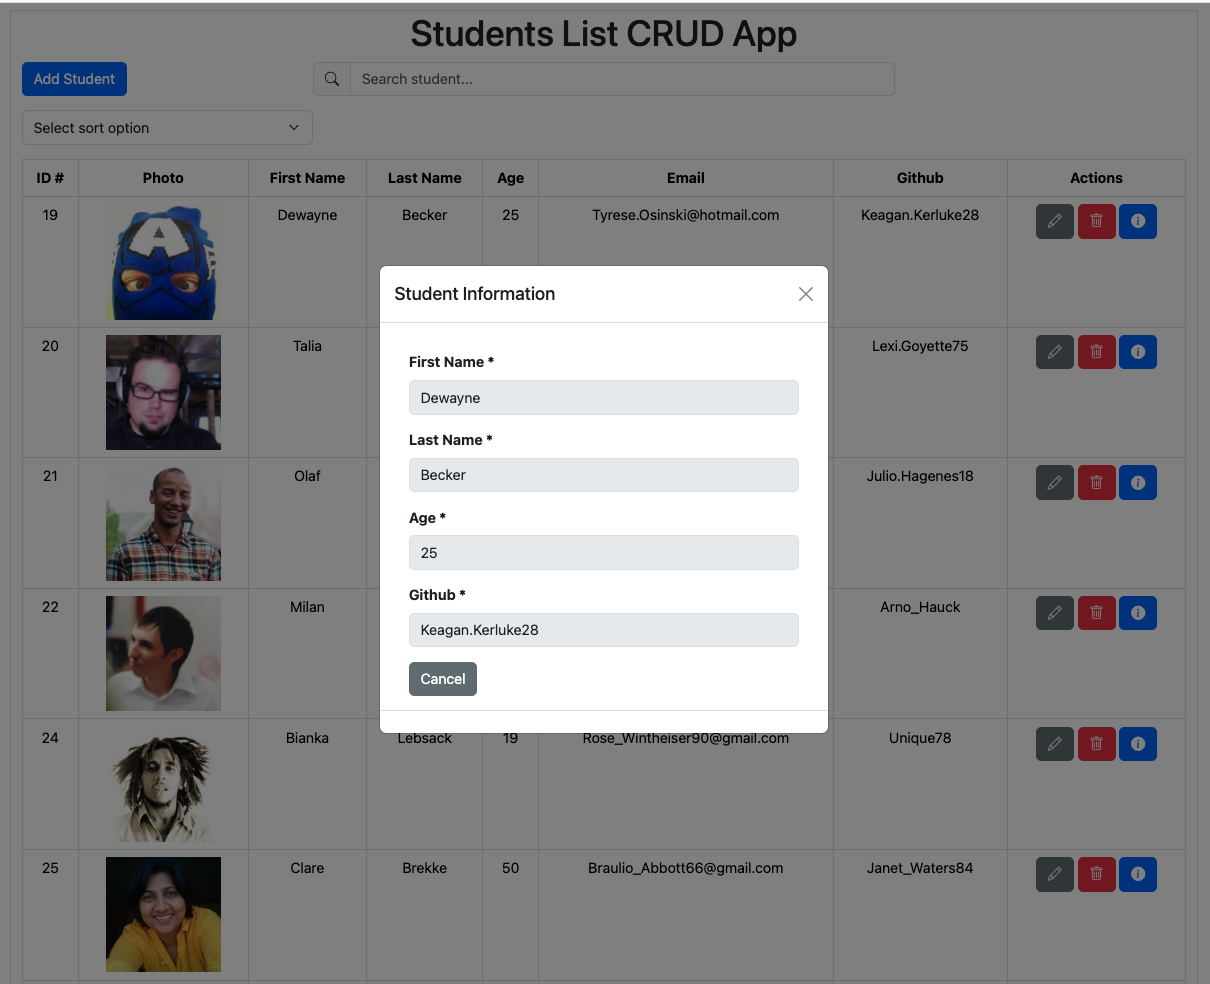 Students List CRUD App
Add Student
Search student...
Select sort option
ID # Photo First Name Last Name Age Email Github Actions
19 Dewayne Becker 25 Tyrese.Osinski@hotmail.com Keagan.Kerluke28
A
Student Information
20 Talia Lexi.Goyette75
First Name *
Dewayne
Last Name *
Becker
21 Olaf Julio.Hagenes18
Age *
25
Github *
Keagan.Kerluke28
22 Milan Arno_Hauck
Cancel
24 Bianka Lebsack 19 Rose_Wintheiser90@gmail.com Unique78
25 Clare Brekke 50 Braulio_Abbott66@gmail.com Janet_Waters84